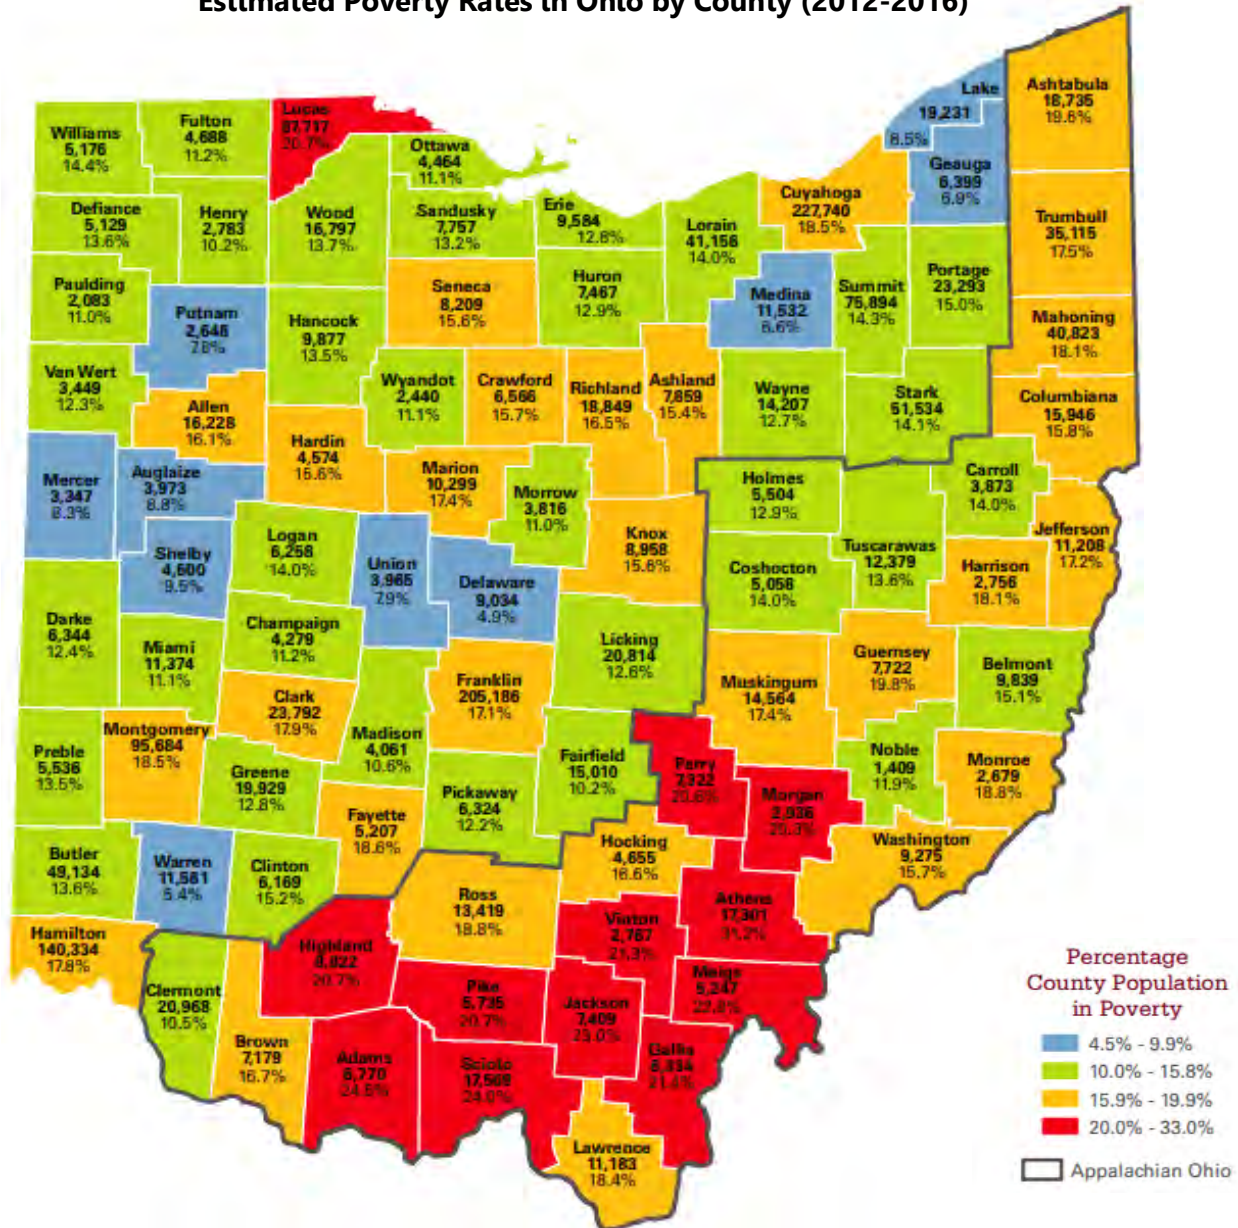 Estimated Poverty Rates in Ohio by County (2012-2016)
Lake
19,231
8.5%
Ashtabula
18,735
19.6%
Williams
5,176
14.4%
Fulton
4,688
11.2%
Lucas
87,717
20.7%
Ottawa
4,464
11.1%
Geauga
6,399
6.9%
Defiance
5,129
13.6%
Henry
2,783
10.2%
Wood
16,797
13.7%
Sandusky
7,757
13.2%
Erie
9,584
12.8%
Lorain
41,156
14.0%
Cuyahoga
227,740
18.5%
Trumbull
35,115
17.5%
Paulding
2,083
11.0%
Putnam
2,646
7.8%
Hancock
9,877
13.5%
Seneca
8,209
15.6%
Huron
7,467
12.9%
Medina
11,532
6.6%
Summit
75,894
14.3%
Portage
23,293
15.0%
Mahoning
40,823
18.1%
Van Wert
3,449
12.3%
Allen
16,228
16.1%
Wyandot
2,440
11.1%
Crawford
6,566
15.7%
Richland
18,849
16.5%
Ashland
7,859
15.4%
Wayne
14,207
12.7%
Stark
51,534
14.1%
Columbiana
15,946
15.8%
Mercer
3,347
8.3%
Auglaize
3,973
8.8%
Hardin
4,574
15.6%
Marion
10,299
17.4%
Morrow
3,816
11.0%
Holmes
5,504
12.9%
Carroll
3,873
14.0%
Shelby
4,600
9.5%
Logan
6,258
14.0%
Union
3,965
7.9%
Delaware
9,034
4.9%
Knox
8,958
15.6%
Coshocton
5,056
14.0%
Tuscarawas
12,379
13.6%
Harrison
2,756
18.1%
Jefferson
11,208
17.2%
Darke
6,344
12.4%
Miami
11,374
11.1%
Champaign
4,279
11.2%
Licking
20,814
12.6%
Guernsey
7,722
19.8%
Belmont
9,839
15.1%
Clark
23,792
17.9%
Franklin
205,186
17.1%
Muskingum
14,564
17.4%
Preble
5,536
13.5%
Montgomery
95,684
18.5%
Greene
19,929
12.8%
Madison
4,061
10.6%
Pickaway
6,324
12.2%
Fairfield
15,010
10.2%
Perry
7,322
20.6%
Morgan
2,936
20.3%
Noble
1,409
11.9%
Monroe
2,679
18.8%
Butler
49,134
13.6%
Warren
11,561
5.4%
Clinton
6,169
15.2%
Fayette
5,207
18.6%
Hocking
4,655
16.6%
Washington
9,275
15.7%
Hamilton
140,334
17.8%
Ross
13,419
18.8%
Vinton
2,767
21.3%
Athens
17,301
31.2%
Clermont
20,968
10.5%
Highland
8,822
20.7%
Pike
5,735
20.7%
Jackson
7,409
Meigs
5,247
22.8%
Brown
7,179
16.7%
Adams
6,770
Scioto
17,569
24.0%
Gallia
21.4%
Lawrence
11,183
18.4%
Percentage
County Population
in Poverty
4.5% - 9.9%
10.0% - 15.8%
15.9% - 19.9%
20.0% - 33.0%
Appalachian Ohio